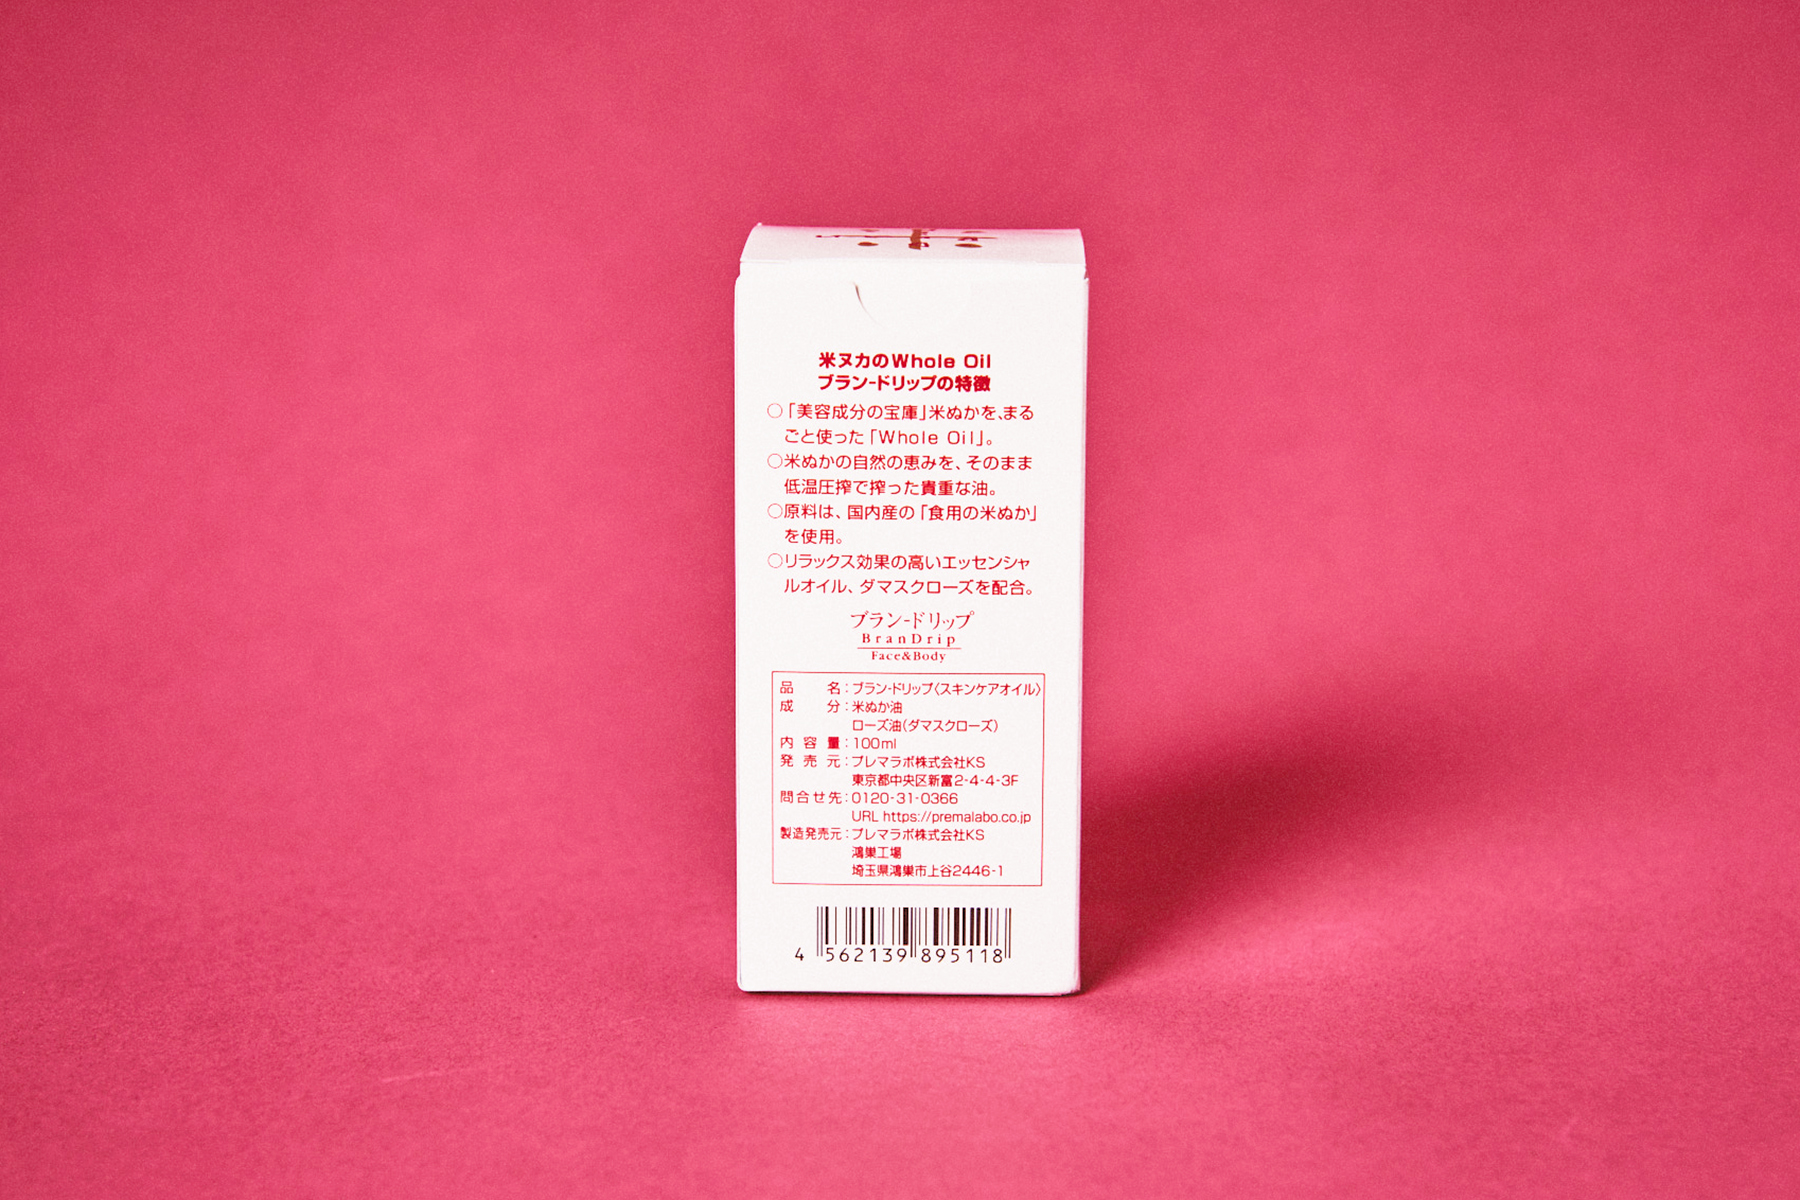 米ヌカのWhole Oil
ブラン-ドリップの特徴
○「美容成分の宝庫」米ぬかを、まる
ごと使った「Whole Oil」。
○米ぬかの自然の恵みを、そのまま
低温圧搾で搾った貴重な油。
○原料は、国内産の「食用の米ぬか」
を使用。
○リラックス効果の高いエッセンシャ
ルオイル、ダマスクローズを配合。
ブラン-ドリップ
BranDrip
Face&Body
品名：ブラン-ドリップ〈スキンケアオイル〉
成分：米ぬか油
ローズ油(ダマスクローズ)
内容量：100ml
発売元：プレマラボ株式会社KS
東京都中央区新富2-4-4-3F
問合せ先：0120-31-0366
URL https://premalabo.co.jp
製造発売元：プレマラボ株式会社KS
鴻巣工場
埼玉県鴻巣市上谷2446-1
4 562139 895118